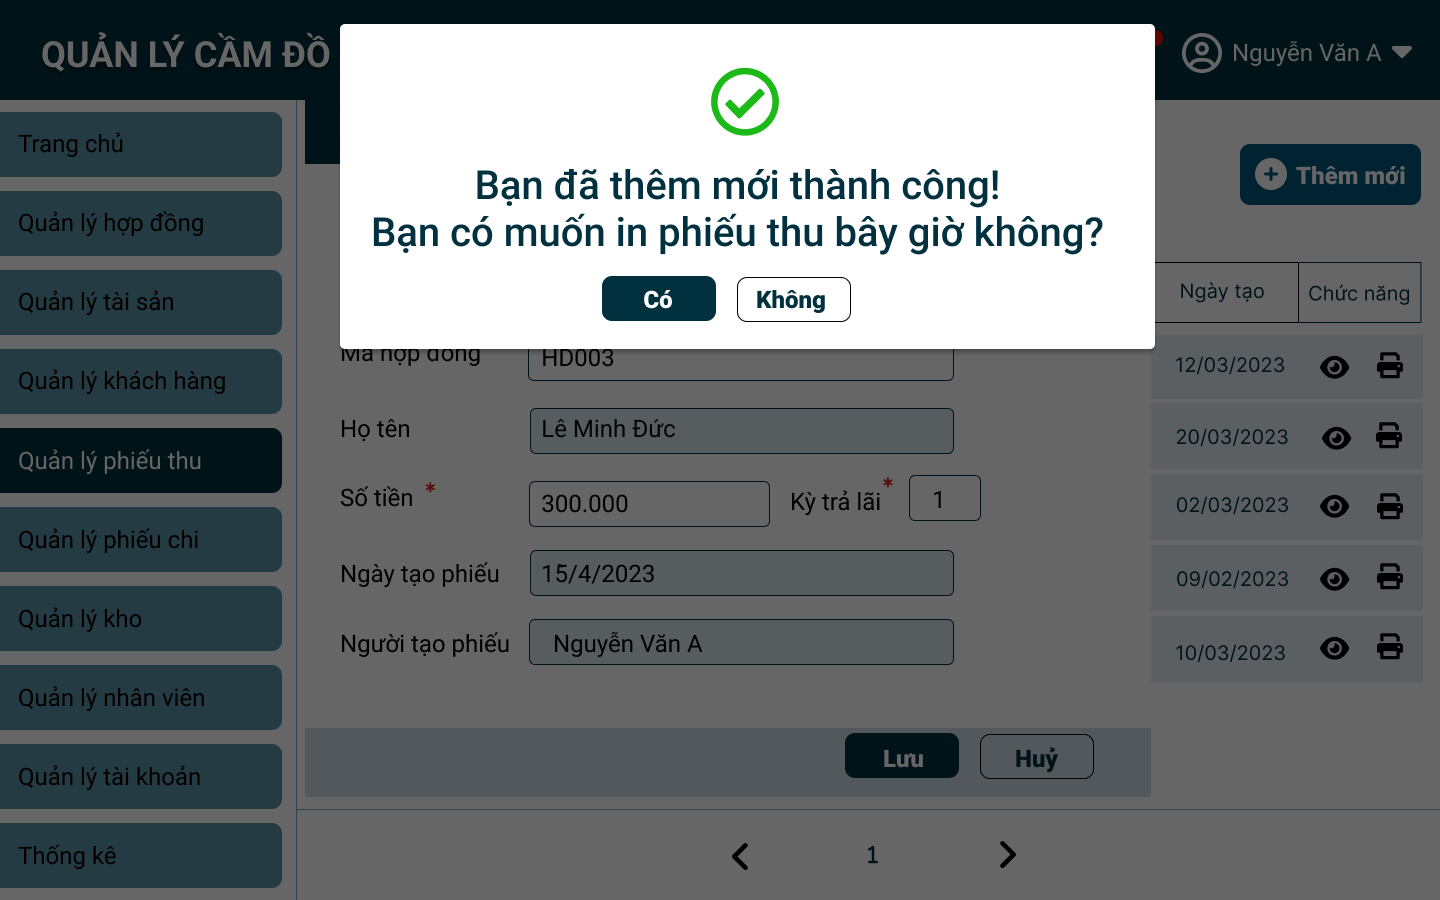 QUẢN LÝ CẦM ĐỒ
Nguyễn Văn A
Bạn đã thêm mới thành công!
Bạn có muốn in phiếu thu bây giờ không?
Có
Không
Trang chủ
Quản lý hợp đồng
Quản lý tài sản
Quản lý khách hàng
Quản lý phiếu thu
Quản lý phiếu chi
Quản lý kho
Quản lý nhân viên
Quản lý tài khoản
Thống kê
Thêm mới
Ngày tạo
Chức năng
12/03/2023
20/03/2023
02/03/2023
09/02/2023
10/03/2023
Mã hợp đồng
HD003
Họ tên
Lê Minh Đức
Số tiền *
300.000
Kỳ trả lãi *
1
Ngày tạo phiếu
15/4/2023
Người tạo phiếu
Nguyễn Văn A
Lưu
Huỷ
1